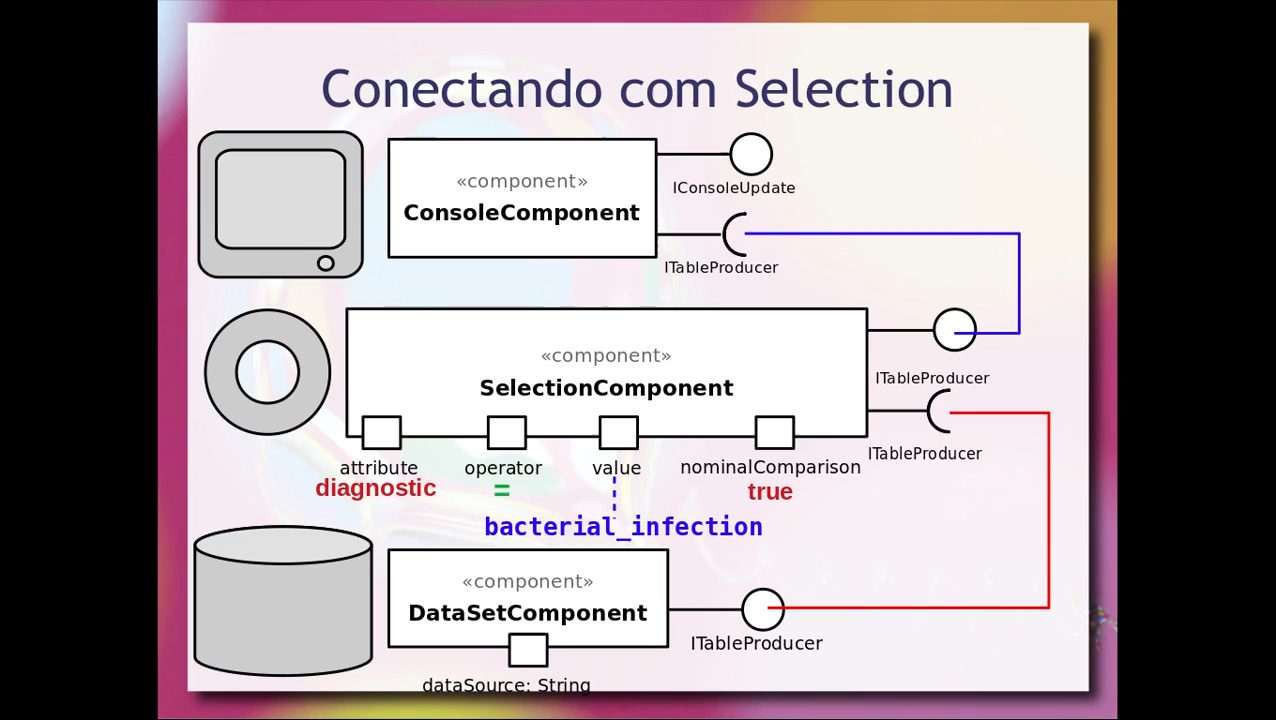 Conectando com Selection
«component»
ConsoleComponent
IConsoleUpdate
ITableProducer
«component»
SelectionComponent
ITableProducer
ITableProducer
attribute
operator
value
nominalComparison
diagnostic
=
true
bacterial_infection
«component»
DataSetComponent
ITableProducer
dataSource: String